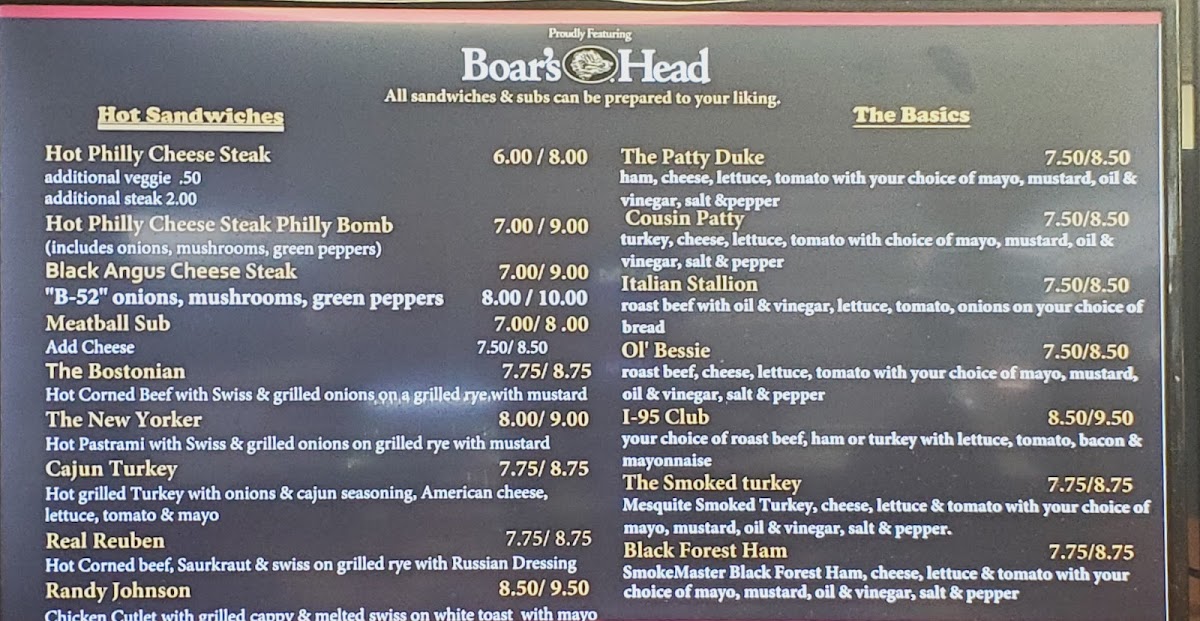 Proudly Featuring
Boar's Head
All sandwiches & subs can be prepared to your liking.
Hot Sandwiches
Hot Philly Cheese Steak 6.00 / 8.00
additional veggie .50
additional steak 2.00
Hot Philly Cheese Steak Philly Bomb 7.00 / 9.00
(includes onions, mushrooms, green peppers)
Black Angus Cheese Steak 7.00/ 9.00
"B-52" onions, mushrooms, green peppers 8.00 / 10.00
Meatball Sub 7.00/ 8 .00
Add Cheese 7.50/ 8.50
The Bostonian 7.75/ 8.75
Hot Corned Beef with Swiss & grilled onions on a grilled rye with mustard
The New Yorker 8.00/ 9.00
Hot Pastrami with Swiss & grilled onions on grilled rye with mustard
Cajun Turkey 7.75/ 8.75
Hot grilled Turkey with onions & cajun seasoning, American cheese,
lettuce, tomato & mayo
Real Reuben 7.75/ 8.75
Hot Corned beef, Saurkraut & swiss on grilled rye with Russian Dressing
Randy Johnson 8.50/ 9.50
Chicken Cutlet with grilled cappy & melted swiss on white toast with mayo
The Basics
The Patty Duke 7.50/8.50
ham, cheese, lettuce, tomato with your choice of mayo, mustard, oil &
vinegar, salt &pepper
Cousin Patty 7.50/8.50
turkey, cheese, lettuce, tomato with choice of mayo, mustard, oil &
vinegar, salt & pepper
Italian Stallion 7.50/8.50
roast beef with oil & vinegar, lettuce, tomato, onions on your choice of
bread
Ol' Bessie 7.50/8.50
roast beef, cheese, lettuce, tomato with your choice of mayo, mustard,
oil & vinegar, salt & pepper
I-95 Club 8.50/9.50
your choice of roast beef, ham or turkey with lettuce, tomato, bacon &
mayonnaise
The Smoked turkey 7.75/8.75
Mesquite Smoked Turkey, cheese, lettuce & tomato with your choice of
mayo, mustard, oil & vinegar, salt & pepper.
Black Forest Ham 7.75/8.75
SmokeMaster Black Forest Ham, cheese, lettuce & tomato with your
choice of mayo, mustard, oil & vinegar, salt & pepper